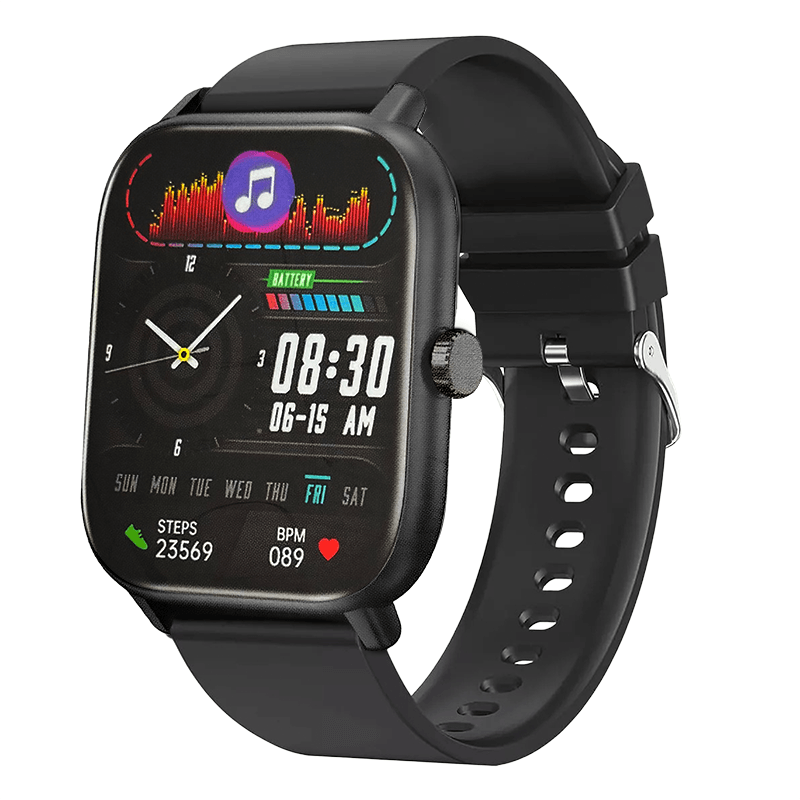 12
BATTERY
9
3
08:30
06-15 AM
6
SUN MON TUE WED THU FRI SAT
STEPS
23569
BPM
089